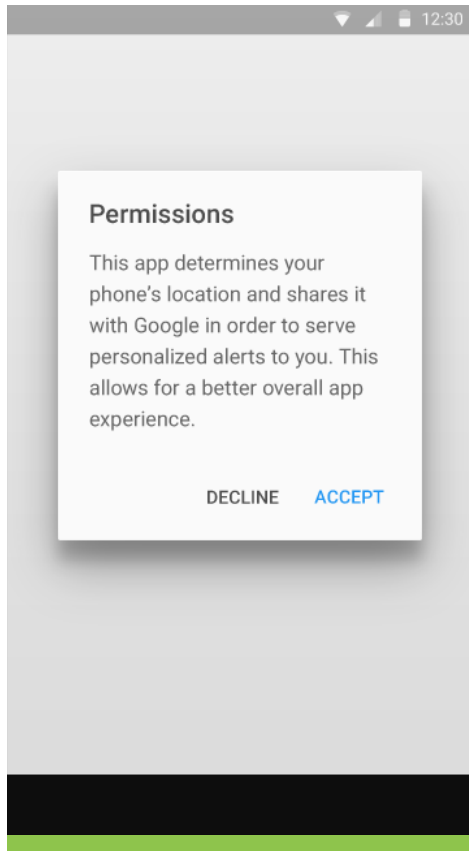 12:30
Permissions
This app determines your
phone's location and shares it
with Google in order to serve
personalized alerts to you. This
allows for a better overall app
experience.
DECLINE ACCEPT